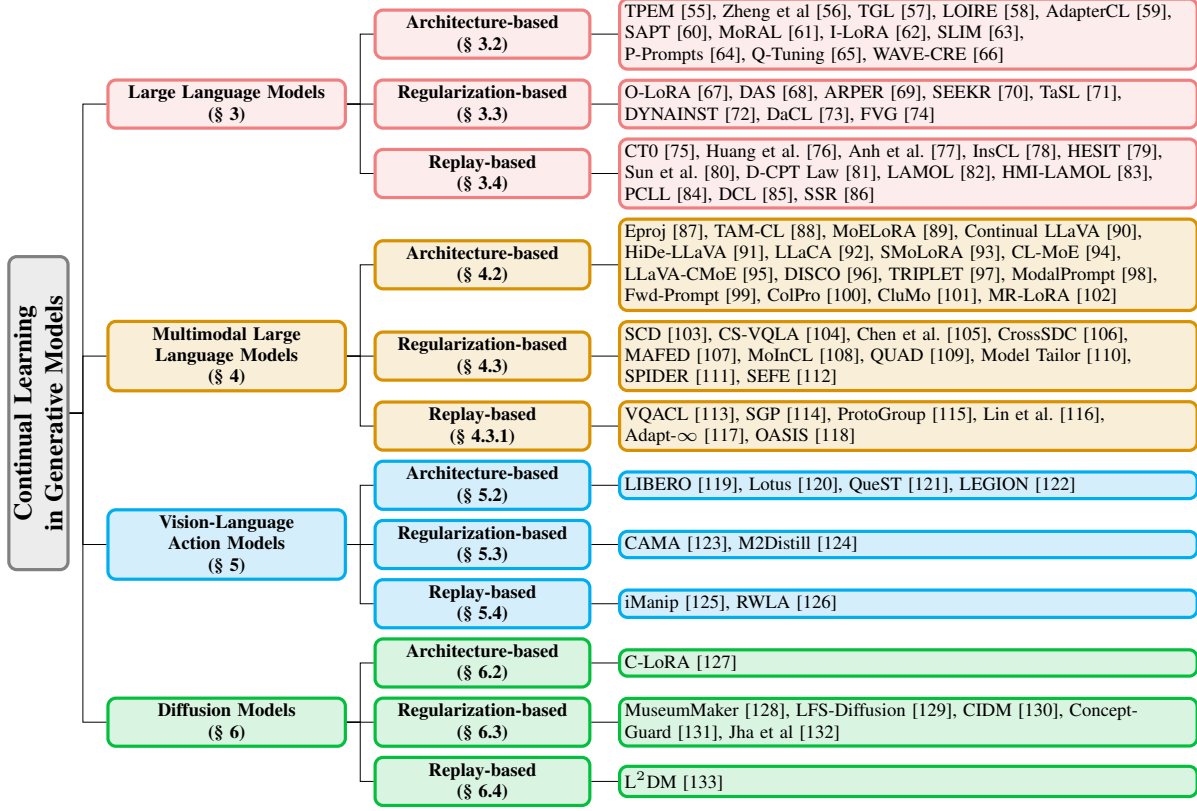 Continual Learning
in Generative Models
Large Language Models
(§ 3)
Architecture-based
(§ 3.2)
TPEM [55], Zheng et al [56], TGL [57], LOIRE [58], AdapterCL [59],
SAPT [60], MoRAL [61], I-LoRA [62], SLIM [63],
P-Prompts [64], Q-Tuning [65], WAVE-CRE [66]
Regularization-based
(§ 3.3)
O-LoRA [67], DAS [68], ARPER [69], SEEKR [70], TaSL [71],
DYNAINST [72], DaCL [73], FVG [74]
Replay-based
(§ 3.4)
CT0 [75], Huang et al. [76], Anh et al. [77], InsCL [78], HESIT [79],
Sun et al. [80], D-CPT Law [81], LAMOL [82], HMI-LAMOL [83],
PCLL [84], DCL [85], SSR [86]
Multimodal Large
Language Models
(§ 4)
Architecture-based
(§ 4.2)
Eproj [87], TAM-CL [88], MoELoRA [89], Continual LLaVA [90],
HiDe-LLaVA [91], LLaCA [92], SMoLoRA [93], CL-MoE [94],
LLaVA-CMoE [95], DISCO [96], TRIPLET [97], ModalPrompt [98],
Fwd-Prompt [99], ColPro [100], CluMo [101], MR-LoRA [102]
Regularization-based
(§ 4.3)
SCD [103], CS-VQLA [104], Chen et al. [105], CrossSDC [106],
MAFED [107], MoInCL [108], QUAD [109], Model Tailor [110],
SPIDER [111], SEFE [112]
Replay-based
(§ 4.3.1)
VQACL [113], SGP [114], ProtoGroup [115], Lin et al. [116],
Adapt-∞ [117], OASIS [118]
Vision-Language
Action Models
(§ 5)
Architecture-based
(§ 5.2)
LIBERO [119], Lotus [120], QueST [121], LEGION [122]
Regularization-based
(§ 5.3)
CAMA [123], M2Distill [124]
Replay-based
(§ 5.4)
iManip [125], RWLA [126]
Diffusion Models
(§ 6)
Architecture-based
(§ 6.2)
C-LoRA [127]
Regularization-based
(§ 6.3)
MuseumMaker [128], LFS-Diffusion [129], CIDM [130], Concept-
Guard [131], Jha et al [132]
Replay-based
(§ 6.4)
L²DM [133]